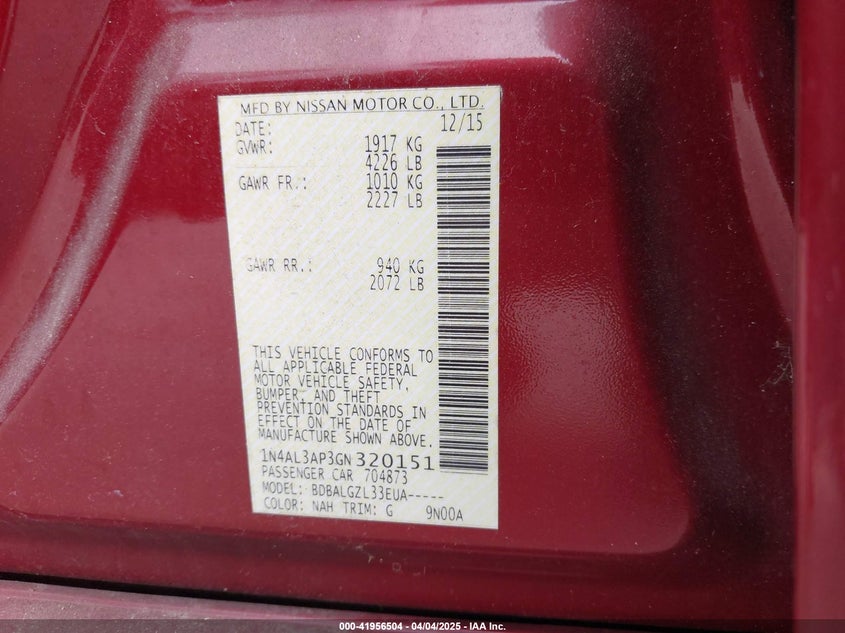 MFD BY NISSAN MOTOR CO., LTD.
DATE: 12/15
GVWR: 1917 KG
4226 LB
GAWR FR.: 1010 KG
2227 LB
GAWR RR.: 940 KG
2072 LB
THIS VEHICLE CONFORMS TO
ALL APPLICABLE FEDERAL
MOTOR VEHICLE SAFETY,
BUMPER, AND THEFT
PREVENTION STANDARDS IN
EFFECT ON THE DATE OF
MANUFACTURE SHOWN ABOVE.
1N4AL3AP3GN320151
PASSENGER CAR 704873
MODEL: BDBALGZL33EUA-----
COLOR: NAH TRIM: G 9N00A
000-41956504 - 04/04/2025 - IAA Inc.